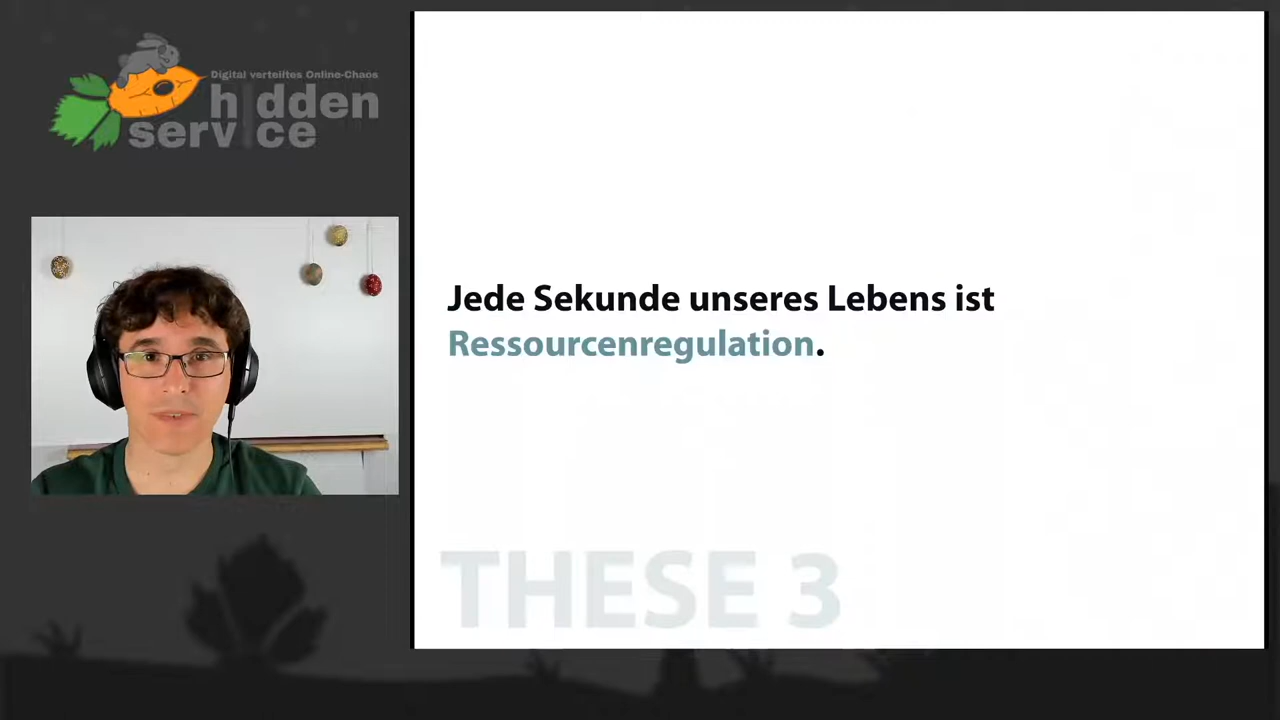 Digital verteiltes Online-Chaos
hidden
service
Jede Sekunde unseres Lebens ist
Ressourcenregulation.
THESE 3